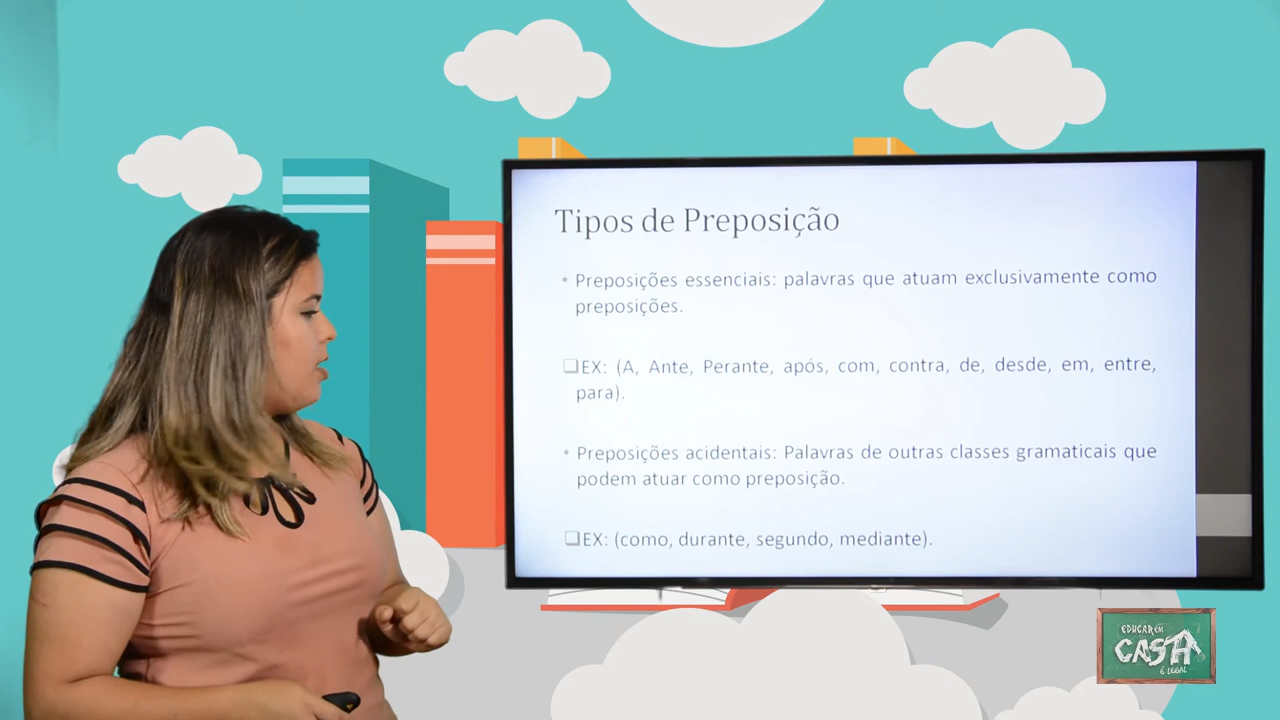 Tipos de Preposição
• Preposições essenciais: palavras que atuam exclusivamente como
preposições.
❑EX: (A, Ante, Perante, após, com, contra, de, desde, em, entre,
para).
• Preposições acidentais: Palavras de outras classes gramaticais que
podem atuar como preposição.
❑EX: (como, durante, segundo, mediante).
EDUCAR EM
CASA
É LEGAL